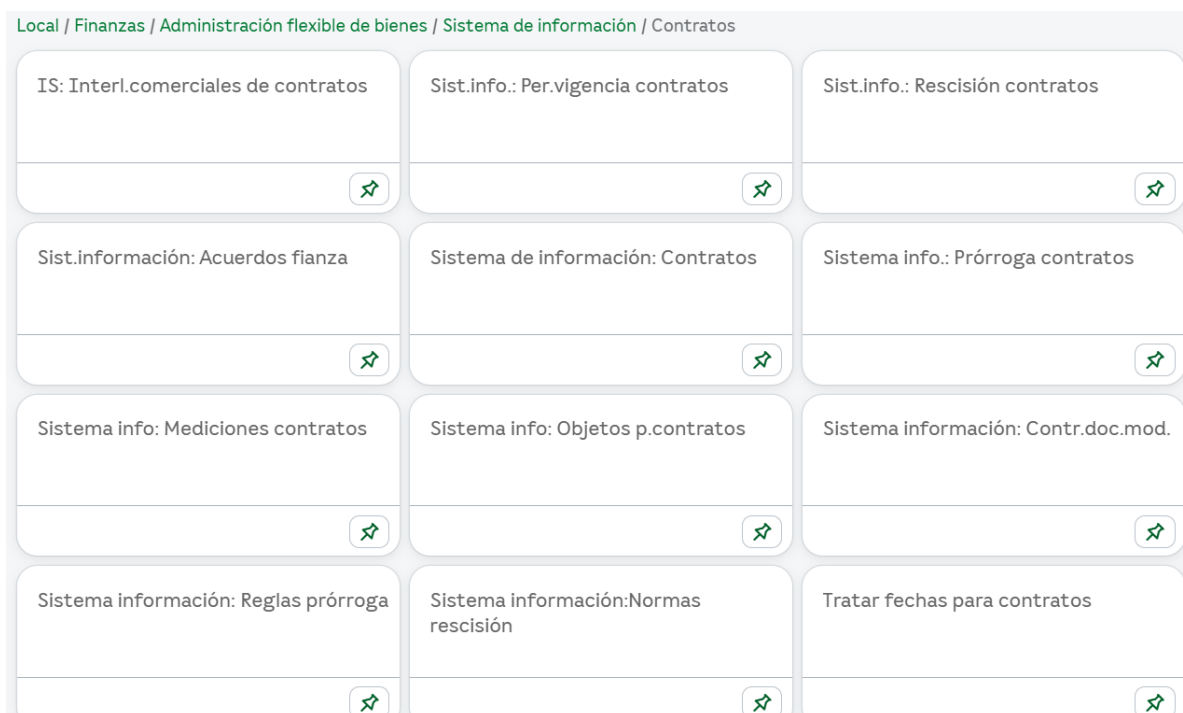 Local / Finanzas / Administración flexible de bienes / Sistema de información / Contratos
IS: Interl.comerciales de contratos
Sist.info.: Per.vigencia contratos
Sist.info.: Rescisión contratos
Sist.información: Acuerdos fianza
Sistema de información: Contratos
Sistema info.: Prórroga contratos
Sistema info: Mediciones contratos
Sistema info: Objetos p.contratos
Sistema información: Contr.doc.mod.
Sistema información: Reglas prórroga
Sistema información:Normas
rescisión
Tratar fechas para contratos